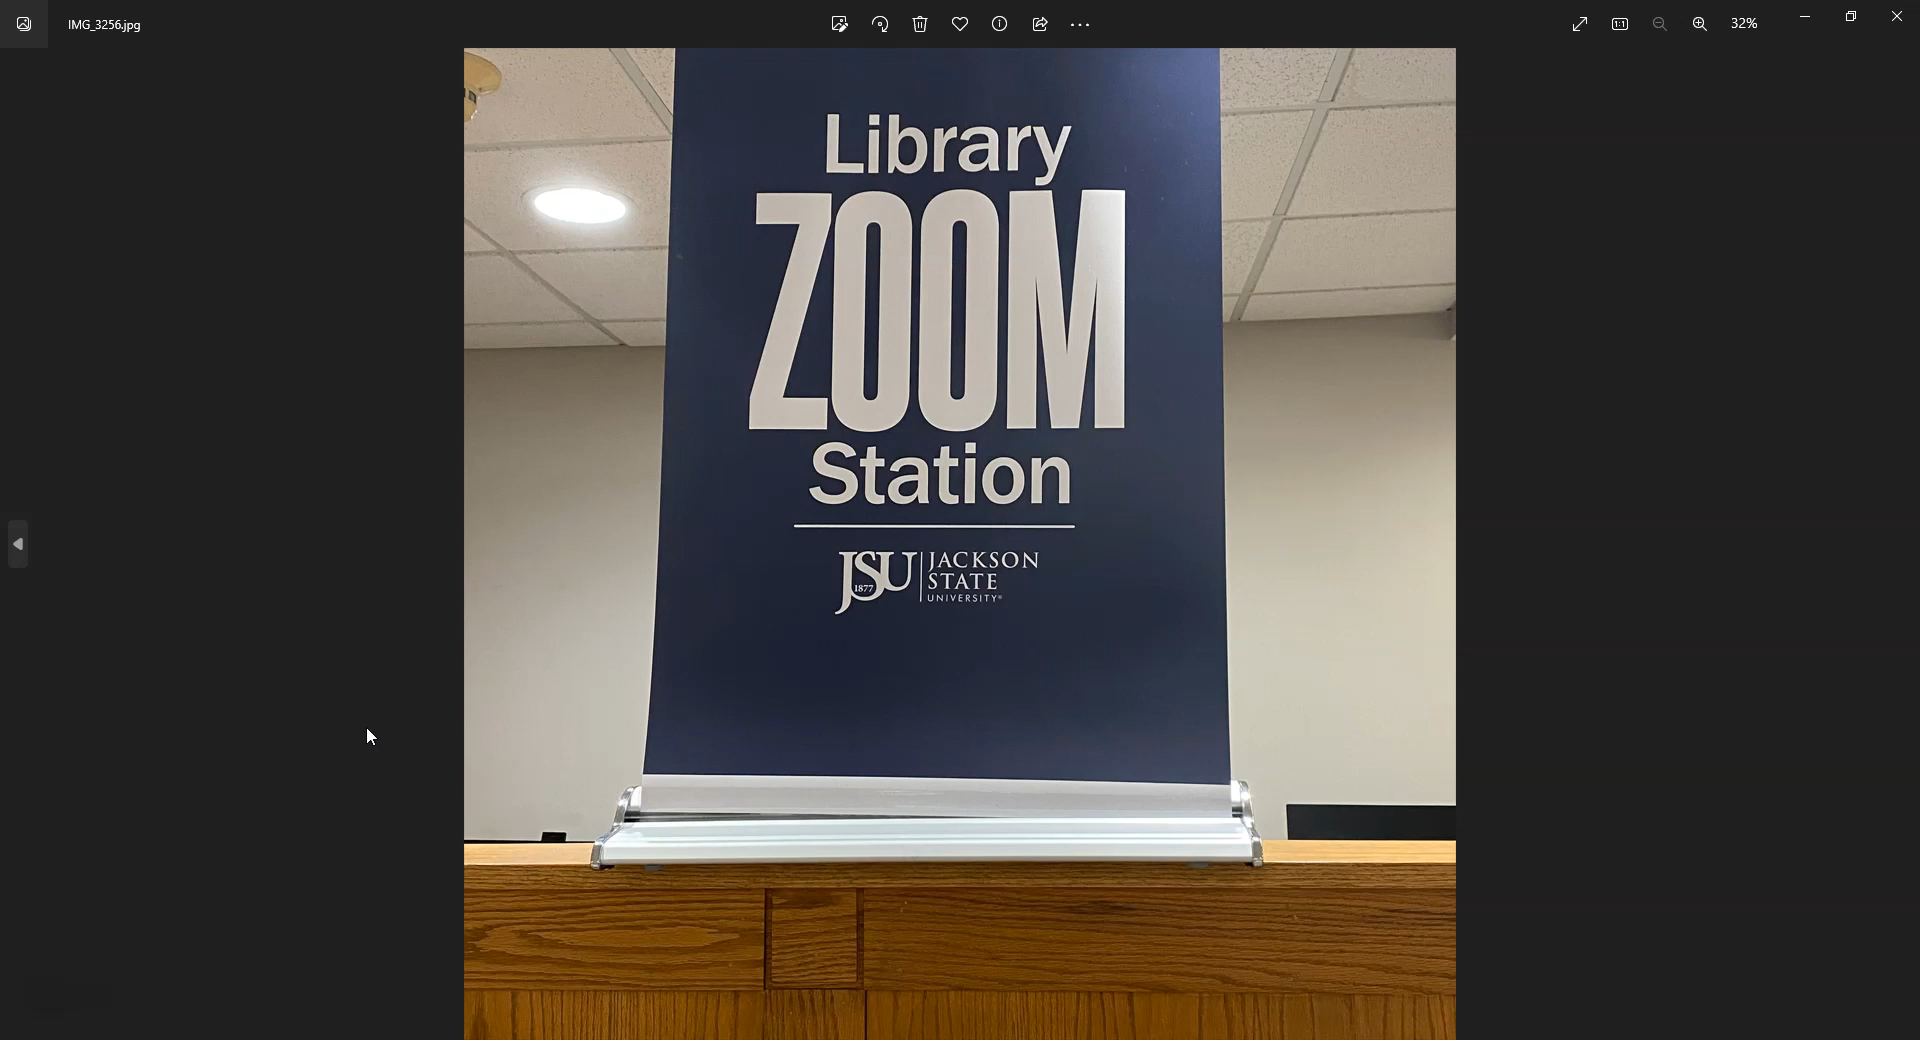 IMG_3256.jpg
32%
Library
ZOOM
Station
JSU
1877
JACKSON
STATE
UNIVERSITY®